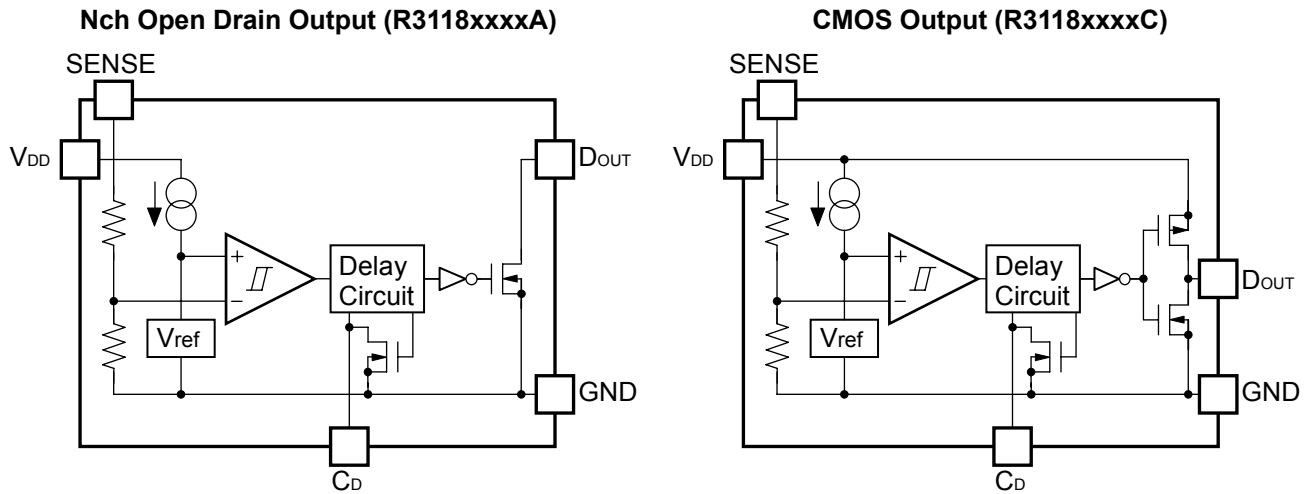 Nch Open Drain Output (R3118xxxxA)
SENSE
VDD
DOUT
+
−
Delay
Circuit
Vref
GND
CD
CMOS Output (R3118xxxxC)
SENSE
VDD
+
−
Delay
Circuit
DOUT
Vref
GND
CD